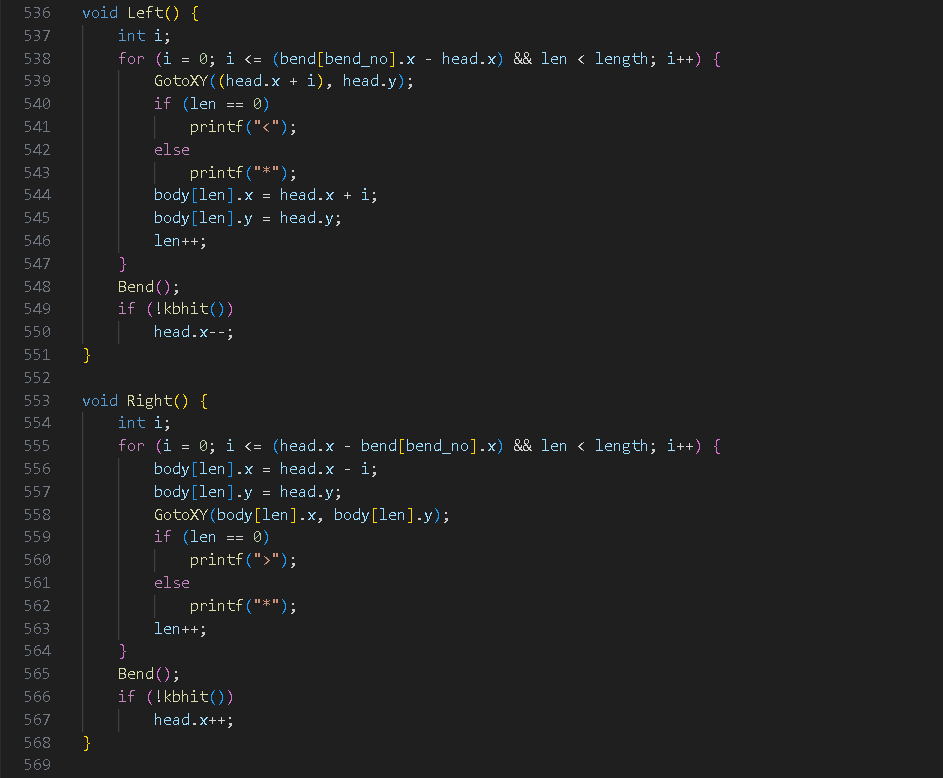 536 void Left() {
537     int i;
538     for (i = 0; i <= (bend[bend_no].x - head.x) && len < length; i++) {
539         GotoXY((head.x + i), head.y);
540         if (len == 0)
541             printf("<");
542         else
543             printf("*");
544         body[len].x = head.x + i;
545         body[len].y = head.y;
546         len++;
547     }
548     Bend();
549     if (!kbhit())
550         head.x--;
551 }
552
553 void Right() {
554     int i;
555     for (i = 0; i <= (head.x - bend[bend_no].x) && len < length; i++) {
556         body[len].x = head.x - i;
557         body[len].y = head.y;
558         GotoXY(body[len].x, body[len].y);
559         if (len == 0)
560             printf(">");
561         else
562             printf("*");
563         len++;
564     }
565     Bend();
566     if (!kbhit())
567         head.x++;
568 }
569